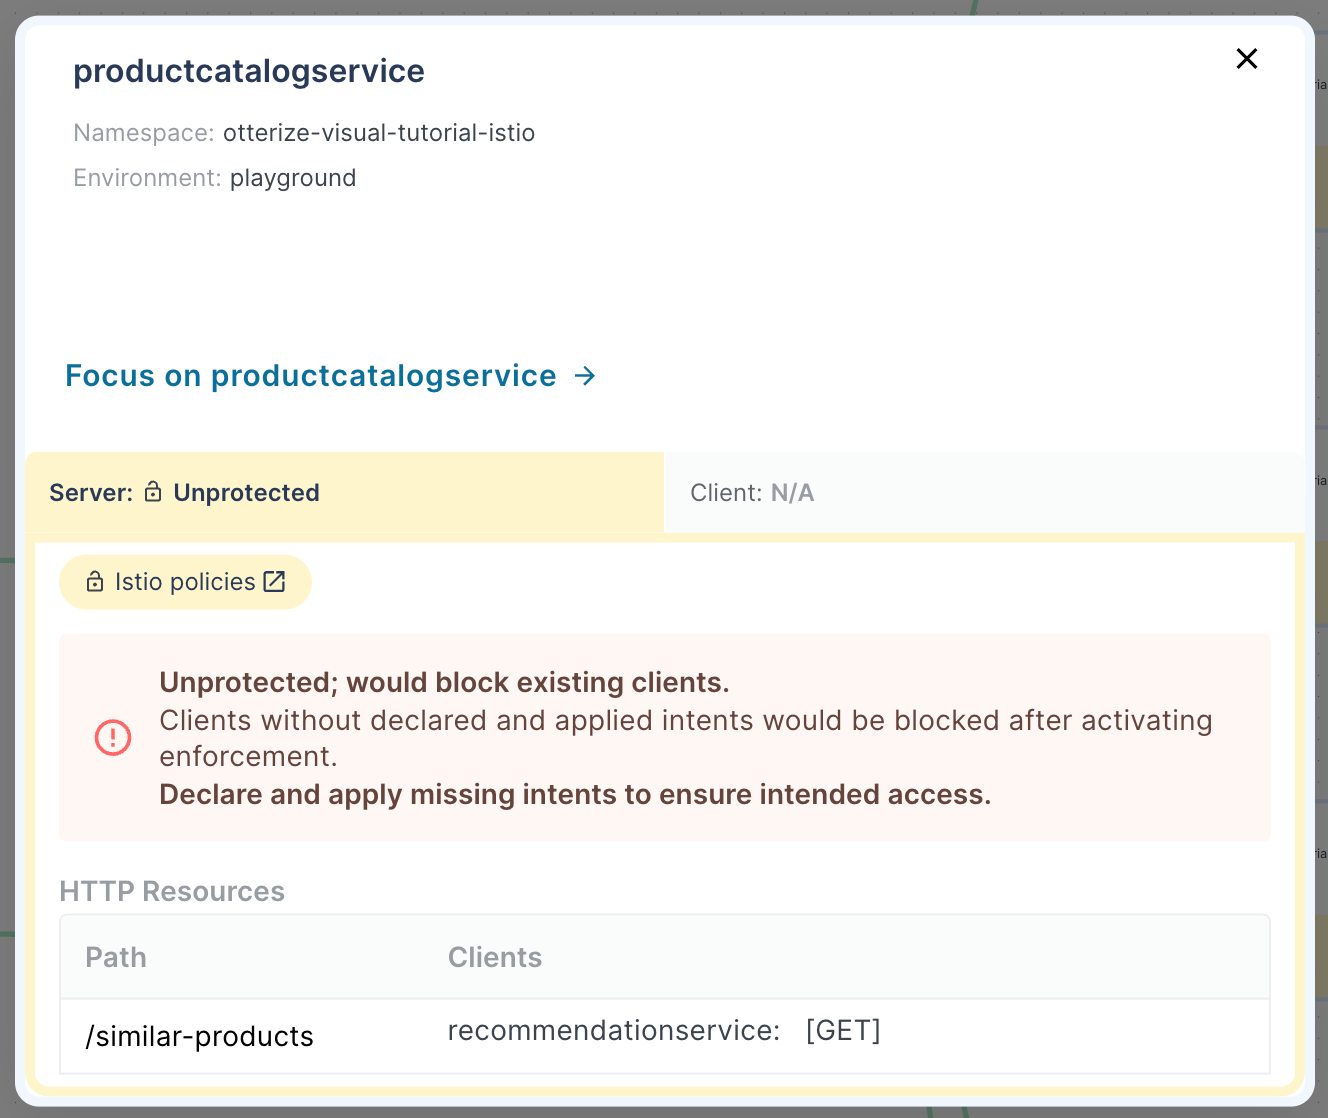 productcatalogservice
Namespace: otterize-visual-tutorial-istio
Environment: playground
Focus on productcatalogservice →
Server: Unprotected
Client: N/A
Istio policies
Unprotected; would block existing clients.
Clients without declared and applied intents would be blocked after activating
enforcement.
Declare and apply missing intents to ensure intended access.
HTTP Resources
Path Clients
/similar-products recommendationservice: [GET]